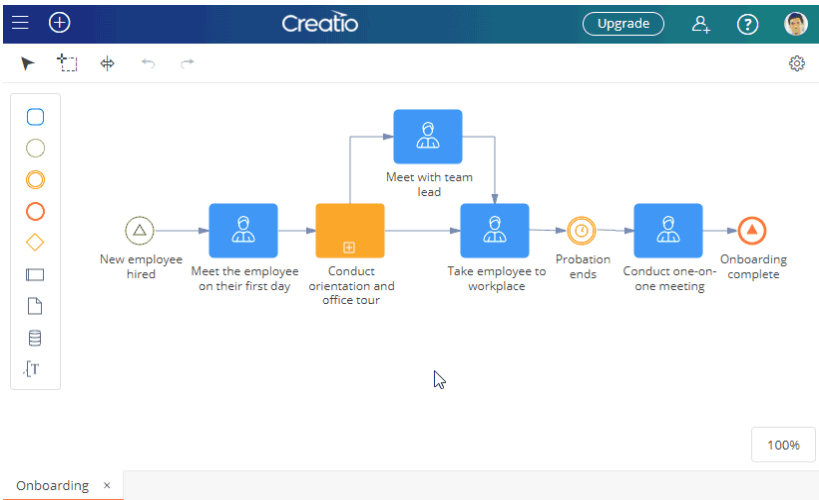 Creatio
Upgrade
Meet with team
lead
New employee
hired
Meet the employee
on their first day
Conduct
orientation and
office tour
Take employee to
workplace
Probation
ends
Conduct one-on-
one meeting
Onboarding
complete
T
100%
Onboarding ×